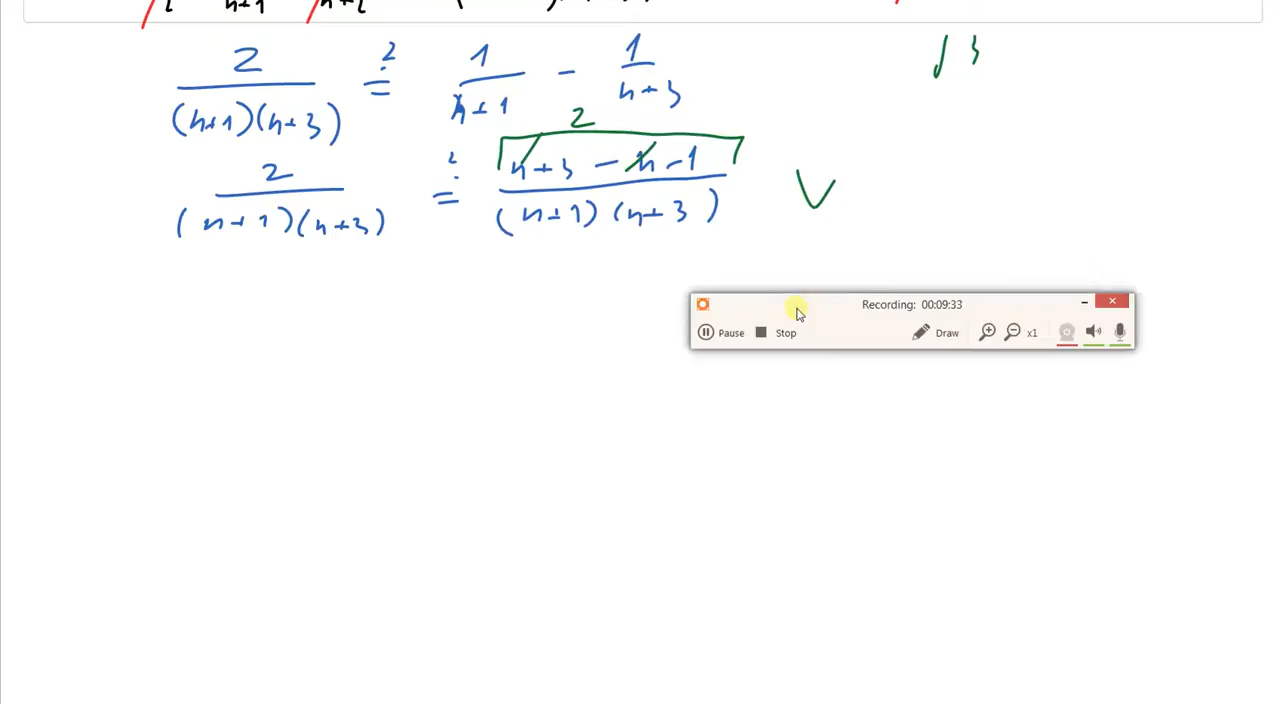 2 / (n+1)(n+3) ≟ 1 / n+1 - 1 / n+3
2
2 / (n+1)(n+3) ≟ n+3 - n - 1 / (n+1)(n+3) V
Recording: 00:09:33
Pause Stop Draw x1